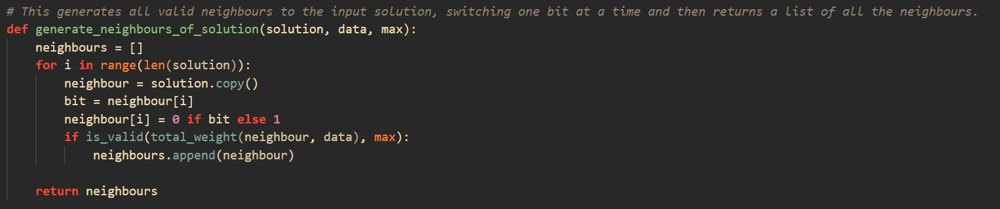 # This generates all valid neighbours to the input solution, switching one bit at a time and then returns a list of all the neighbours.
def generate_neighbours_of_solution(solution, data, max):
    neighbours = []
    for i in range(len(solution)):
        neighbour = solution.copy()
        bit = neighbour[i]
        neighbour[i] = 0 if bit else 1
        if is_valid(total_weight(neighbour, data), max):
            neighbours.append(neighbour)

    return neighbours